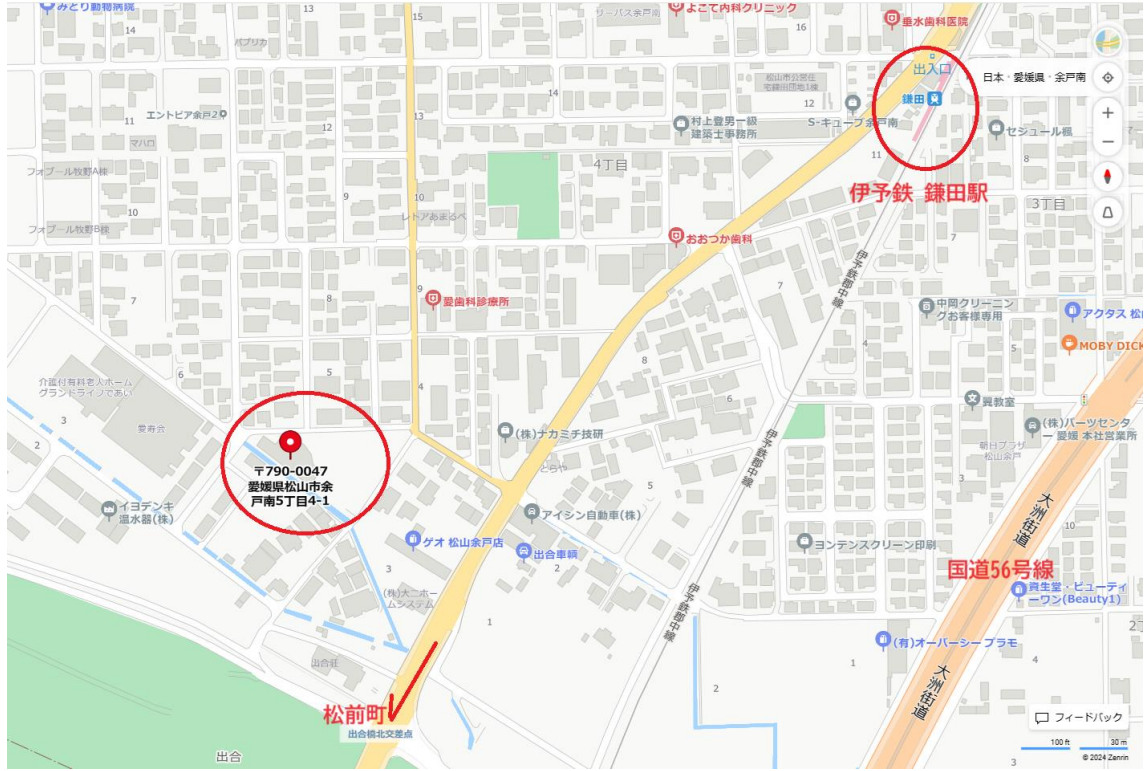 みどり動物病院
14
15
リーバス余戸南
よこて内科クリニック
16
垂水歯科医院
パプリカ
13
出入口
日本・愛媛県・余戸南
松山市公営住
宅鎌田団地1棟
鎌田
14
12
エントピア余戸2
11
12
13
村上登男一級
建築士事務所
S-キューブ余戸南
セジュール楓
マハロ
4丁目
11
フォブール牧野A棟
9
10
伊予鉄 鎌田駅
3丁目
10
レトアあまるべ
フォブール牧野B棟
おおつか歯科
7
伊予鉄郡中線
7
8
7
9
愛歯科診療所
中岡クリーニン
グお客様専用
アクタス 松
MOBY DICK
8
5
6
5
4
介護付有料老人ホーム
グランドライフであい
6
3
愛寿会
2
(株)ナカミチ技研
伊予鉄郡中線
異教室
(株)パーツセンタ
ー 愛媛 本社営業所
朝日プラザ
松山余戸
〒790-0047
愛媛県松山市余
戸南5丁目4-1
とらや
5
大洲街道
イヨデンキ
温水器(株)
アイシン自動車(株)
10
ゲオ 松山余戸店
出合車輌
ヨンデンスクリーン印刷
3
2
国道56号線
(株)大二ホー
ムシステム
伊予鉄郡中線
資生堂・ビューティ
ーワン(Beauty1)
1
2
(有)オーバーシー プラモ
出合荘
1
4
大洲街道
2
松前町
出合橋北交差点
フィードバック
出合
100 ft
30 m
3
© 2024 Zenrin